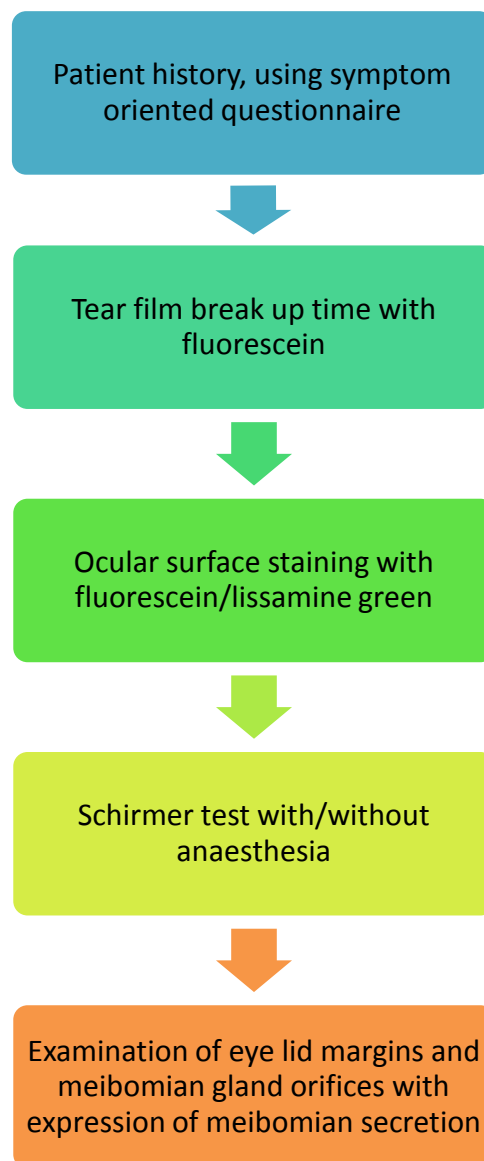 Patient history, using symptom
oriented questionnaire
Tear film break up time with
fluorescein
Ocular surface staining with
fluorescein/lissamine green
Schirmer test with/without
anaesthesia
Examination of eye lid margins and
meibomian gland orifices with
expression of meibomian secretion